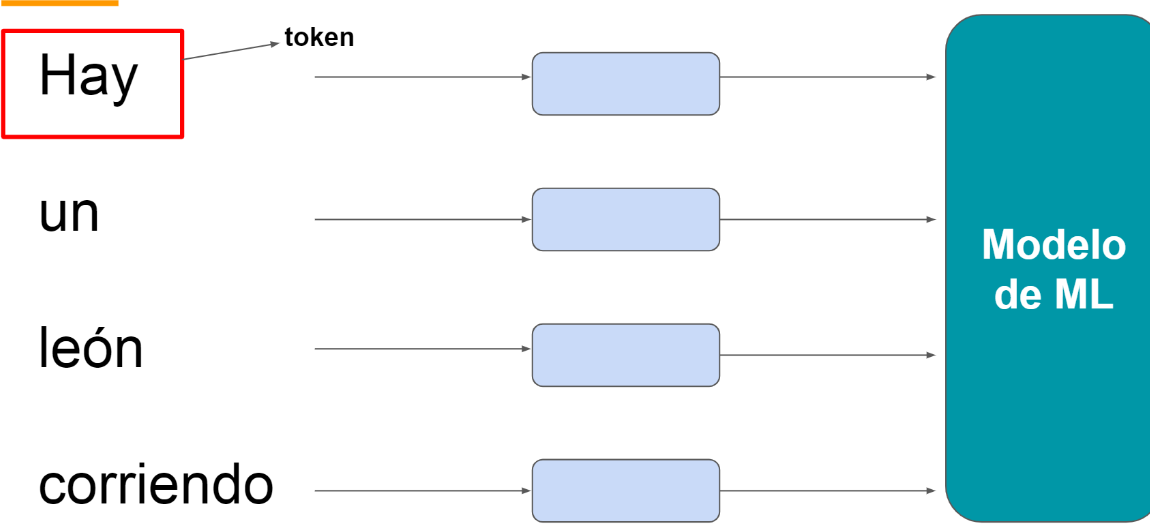 Hay
token
un
león
corriendo
Modelo
de ML